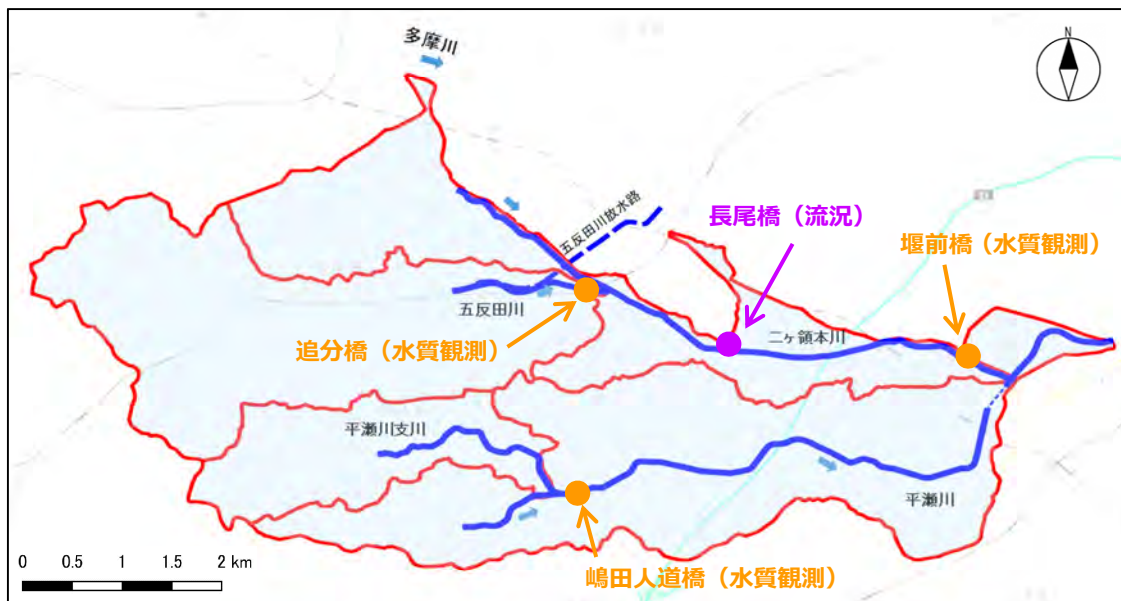 多摩川
N
五反田川放水路
長尾橋（流況）
堰前橋（水質観測）
五反田川
二ヶ領本川
追分橋（水質観測）
平瀬川支川
平瀬川
嶋田人道橋（水質観測）
0 0.5 1 1.5 2 km